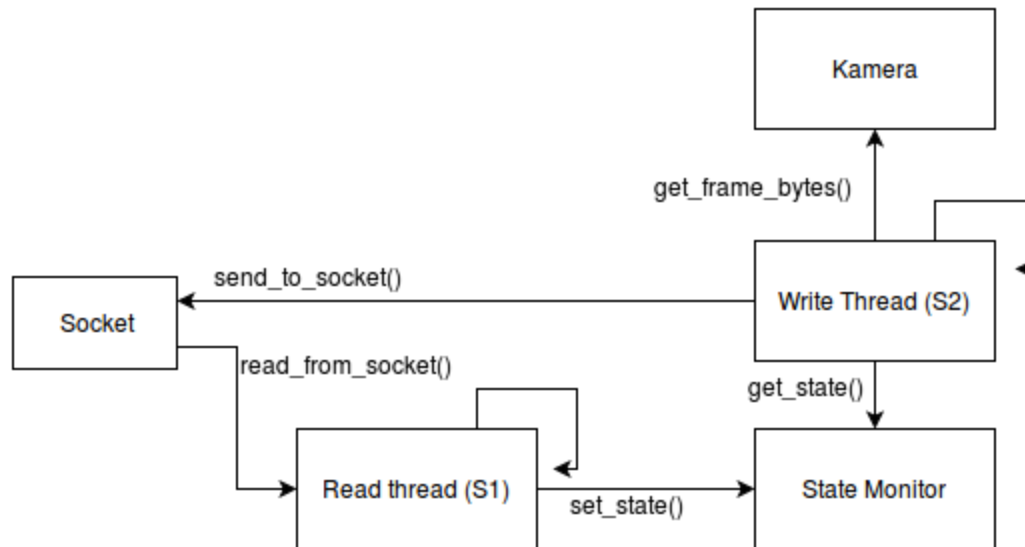 Kamera
get_frame_bytes()
send_to_socket()
Write Thread (S2)
Socket
read_from_socket()
get_state()
Read thread (S1)
set_state()
State Monitor